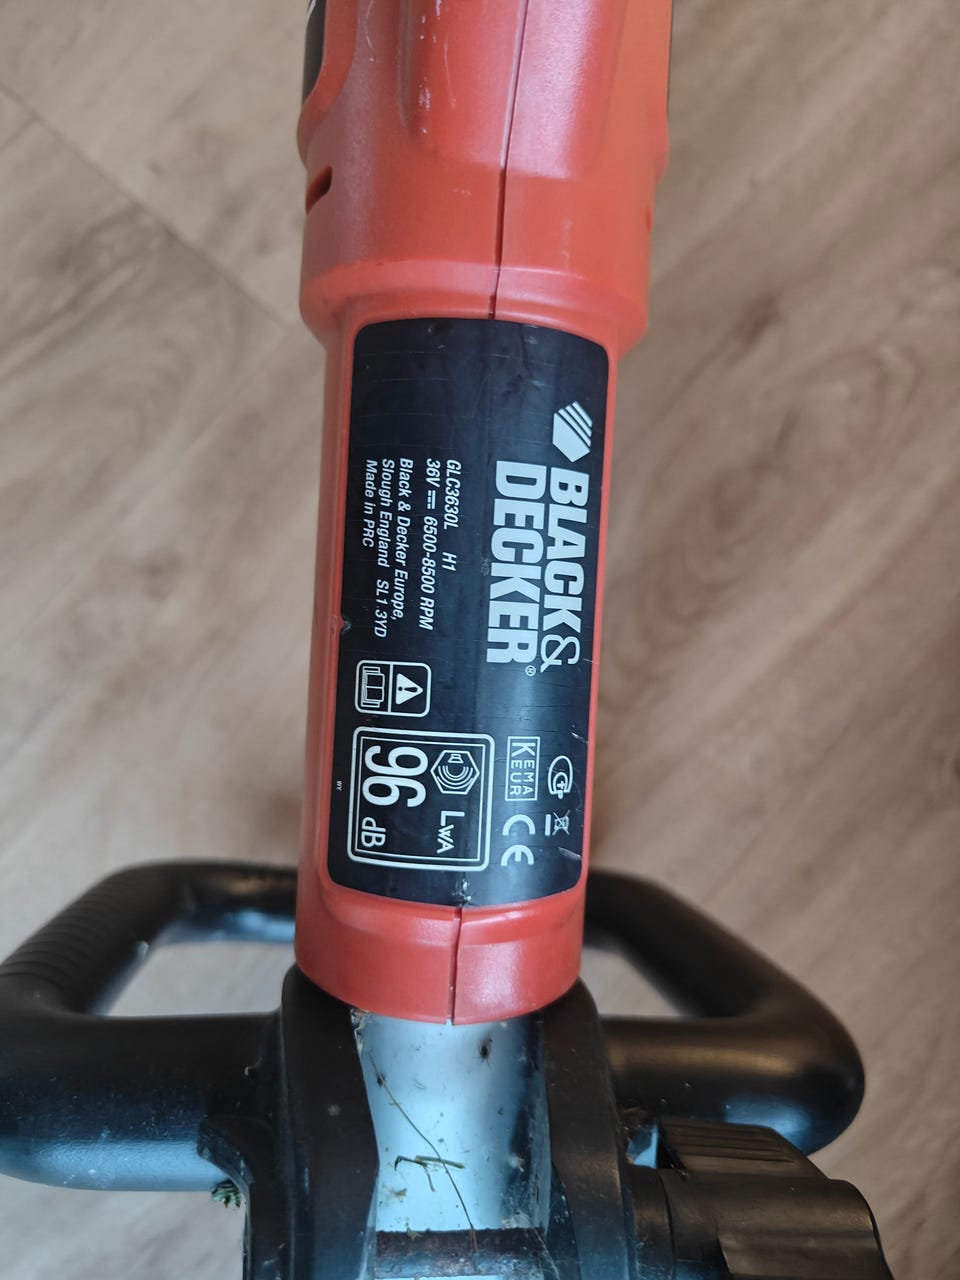 BLACK&
DECKER®
GLC3630L H1
36V 6500-8500 RPM
Black & Decker Europe,
Slough England SL1 3YD
Made in PRC
KEMA
KEUR
CE
LWA
96 dB